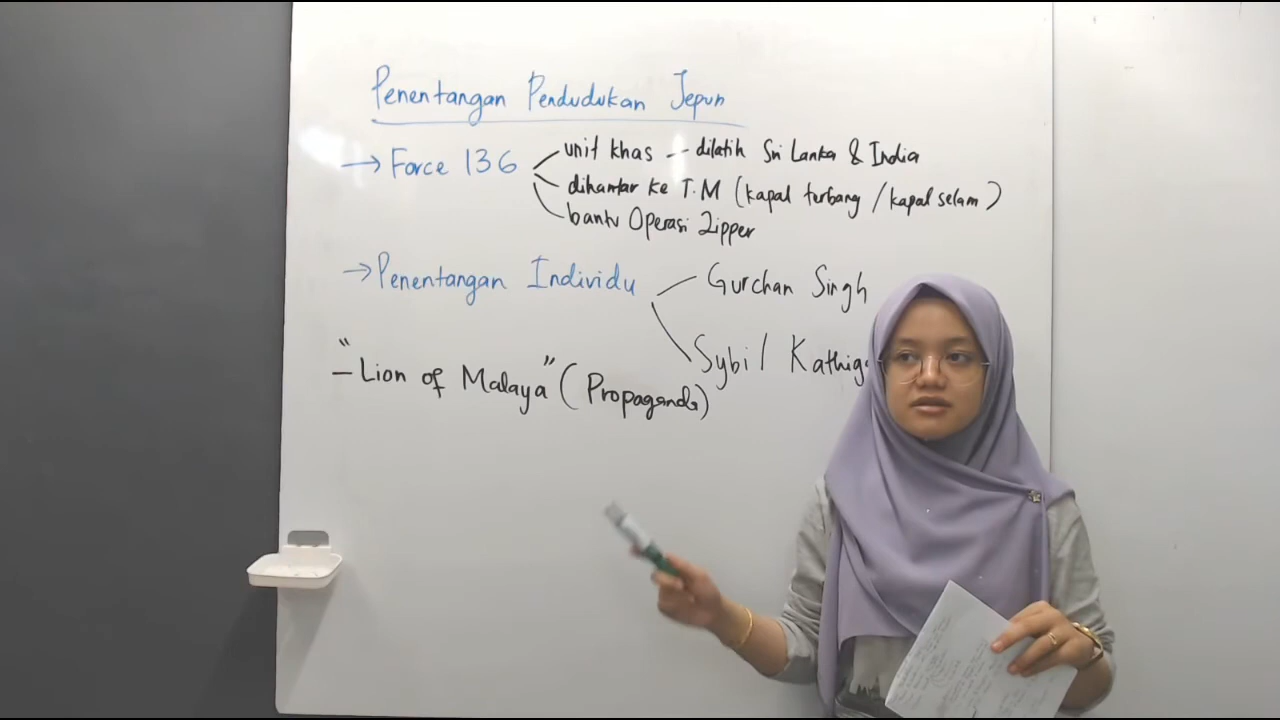 Penentangan Pendudukan Jepun
→ Force 136
unit khas -- dilatih Sri Lanka & India
dihantar ke T.M (kapal terbang / kapal selam)
bantu Operasi Zipper
→ Penentangan Individu
Gurchan Singh
Sybil
"– Lion of Malaya" (Propaganda)